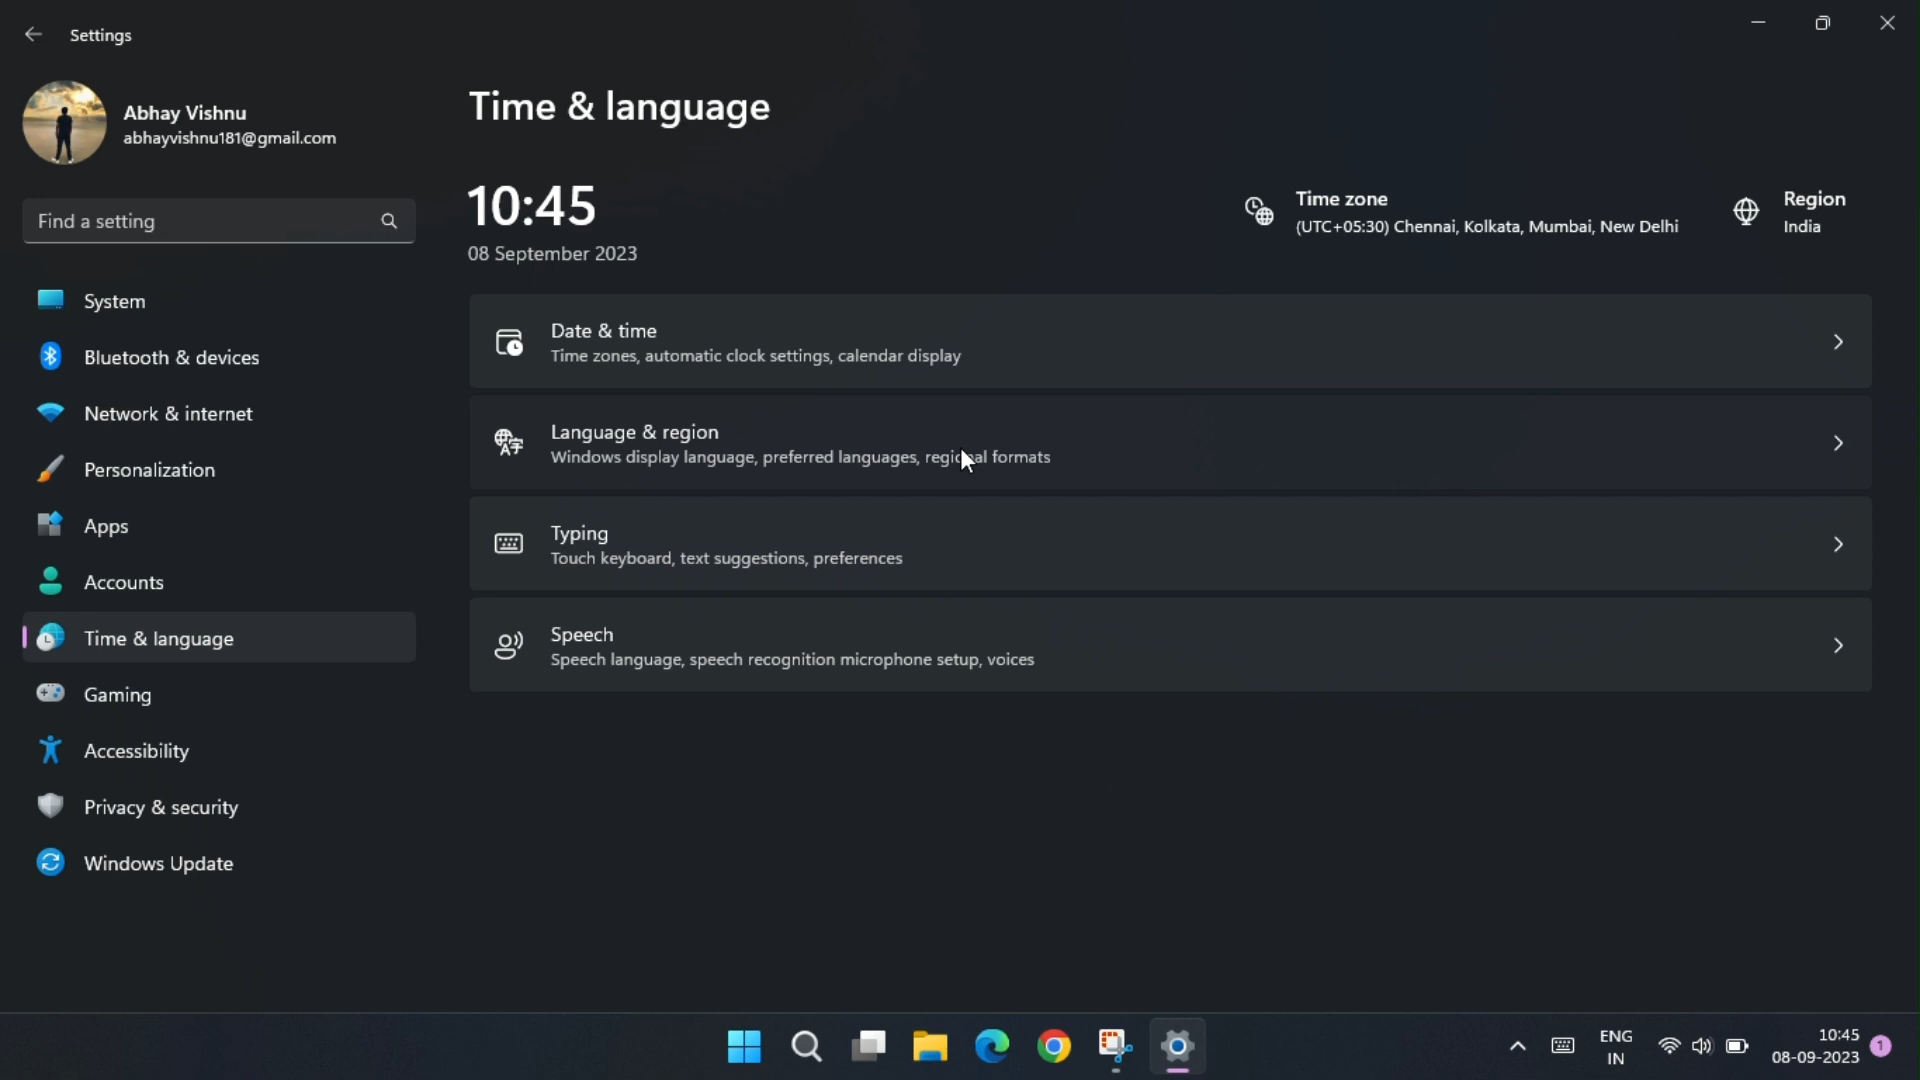 Settings
Abhay Vishnu
abhayvishnu181@gmail.com
Find a setting
System
Bluetooth & devices
Network & internet
Personalization
Apps
Accounts
Time & language
Gaming
Accessibility
Privacy & security
Windows Update
Time & language
10:45
08 September 2023
Time zone
(UTC+05:30) Chennai, Kolkata, Mumbai, New Delhi
Region
India
Date & time
Time zones, automatic clock settings, calendar display
Language & region
Windows display language, preferred languages, regional formats
Typing
Touch keyboard, text suggestions, preferences
Speech
Speech language, speech recognition microphone setup, voices
ENG
IN
10:45
08-09-2023
1